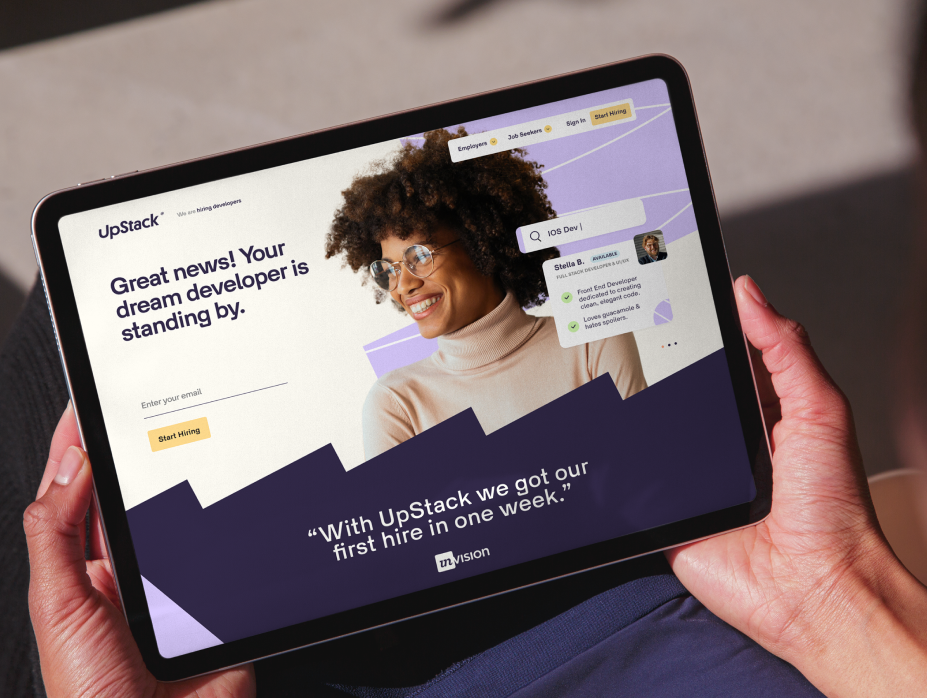 Employers Job Seekers Sign In Start Hiring
UpStack
We are hiring developers
Great news! Your
dream developer is
standing by.
Enter your email
Start Hiring
IOS Dev |
Stella B. AVAILABLE
FULL STACK DEVELOPER & UI/UX
Front End Developer
dedicated to creating
clean, elegant code.
Loves guacamole &
hates spoilers.
“With UpStack we got our
first hire in one week.”
inVISION